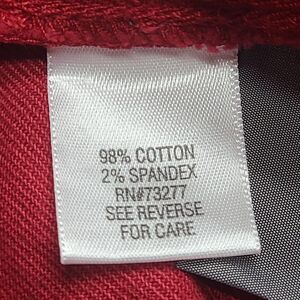 98% COTTON
2% SPANDEX
RN#73277
SEE REVERSE
FOR CARE